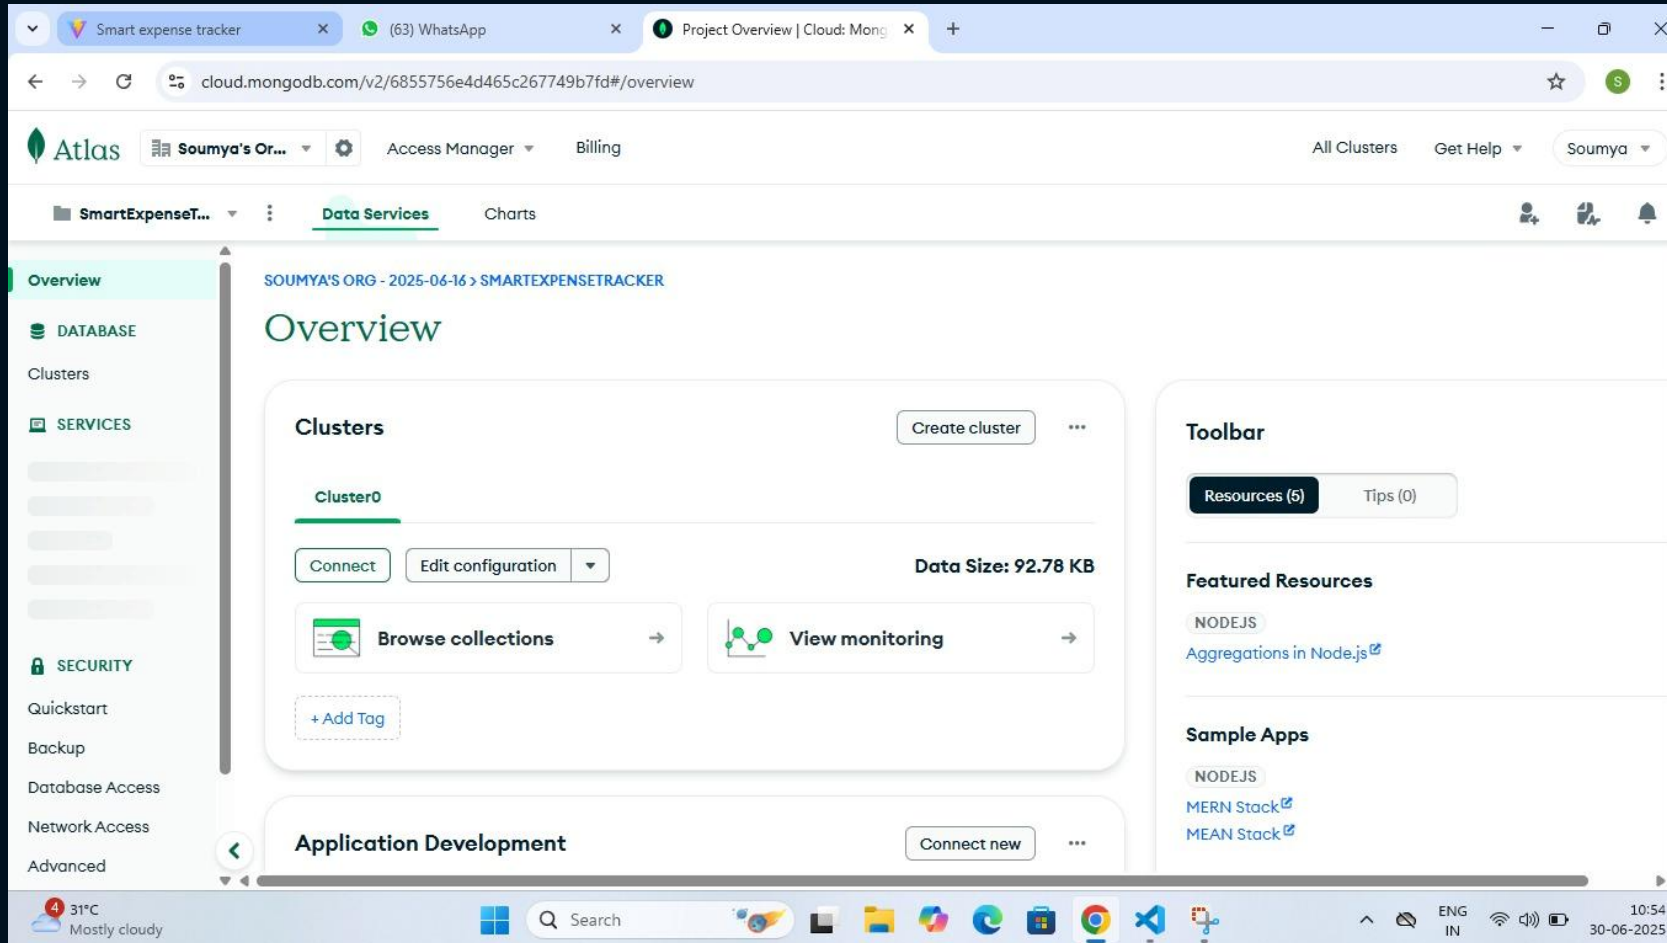 Smart expense tracker
(63) WhatsApp
Project Overview | Cloud: Mong
cloud.mongodb.com/v2/6855756e4d465c267749b7fd#/overview
S
Atlas
Soumya's Or...
Access Manager
Billing
All Clusters
Get Help
Soumya
SmartExpenseT...
Data Services
Charts
Overview
DATABASE
Clusters
SERVICES
SECURITY
Quickstart
Backup
Database Access
Network Access
Advanced
SOUMYA'S ORG - 2025-06-16 > SMARTEXPENSETRACKER
Overview
Clusters
Create cluster
Cluster0
Connect
Edit configuration
Data Size: 92.78 KB
Browse collections
View monitoring
+ Add Tag
Application Development
Connect new
Toolbar
Resources (5)
Tips (0)
Featured Resources
NODEJS
Aggregations in Node.js
Sample Apps
NODEJS
MERN Stack
MEAN Stack
4
31°C
Mostly cloudy
Search
ENG
IN
10:54
30-06-2025